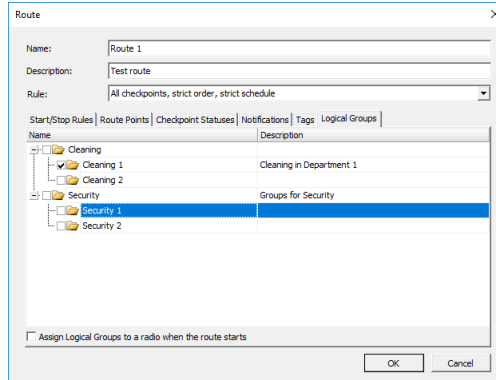 Route
Name: Route 1
Description: Test route
Rule: All checkpoints, strict order, strict schedule
Start/Stop Rules Route Points Checkpoint Statuses Notifications Tags Logical Groups
Name Description
Cleaning
Cleaning 1 Cleaning in Department 1
Cleaning 2
Security Groups for Security
Security 1
Security 2
Assign Logical Groups to a radio when the route starts
OK Cancel